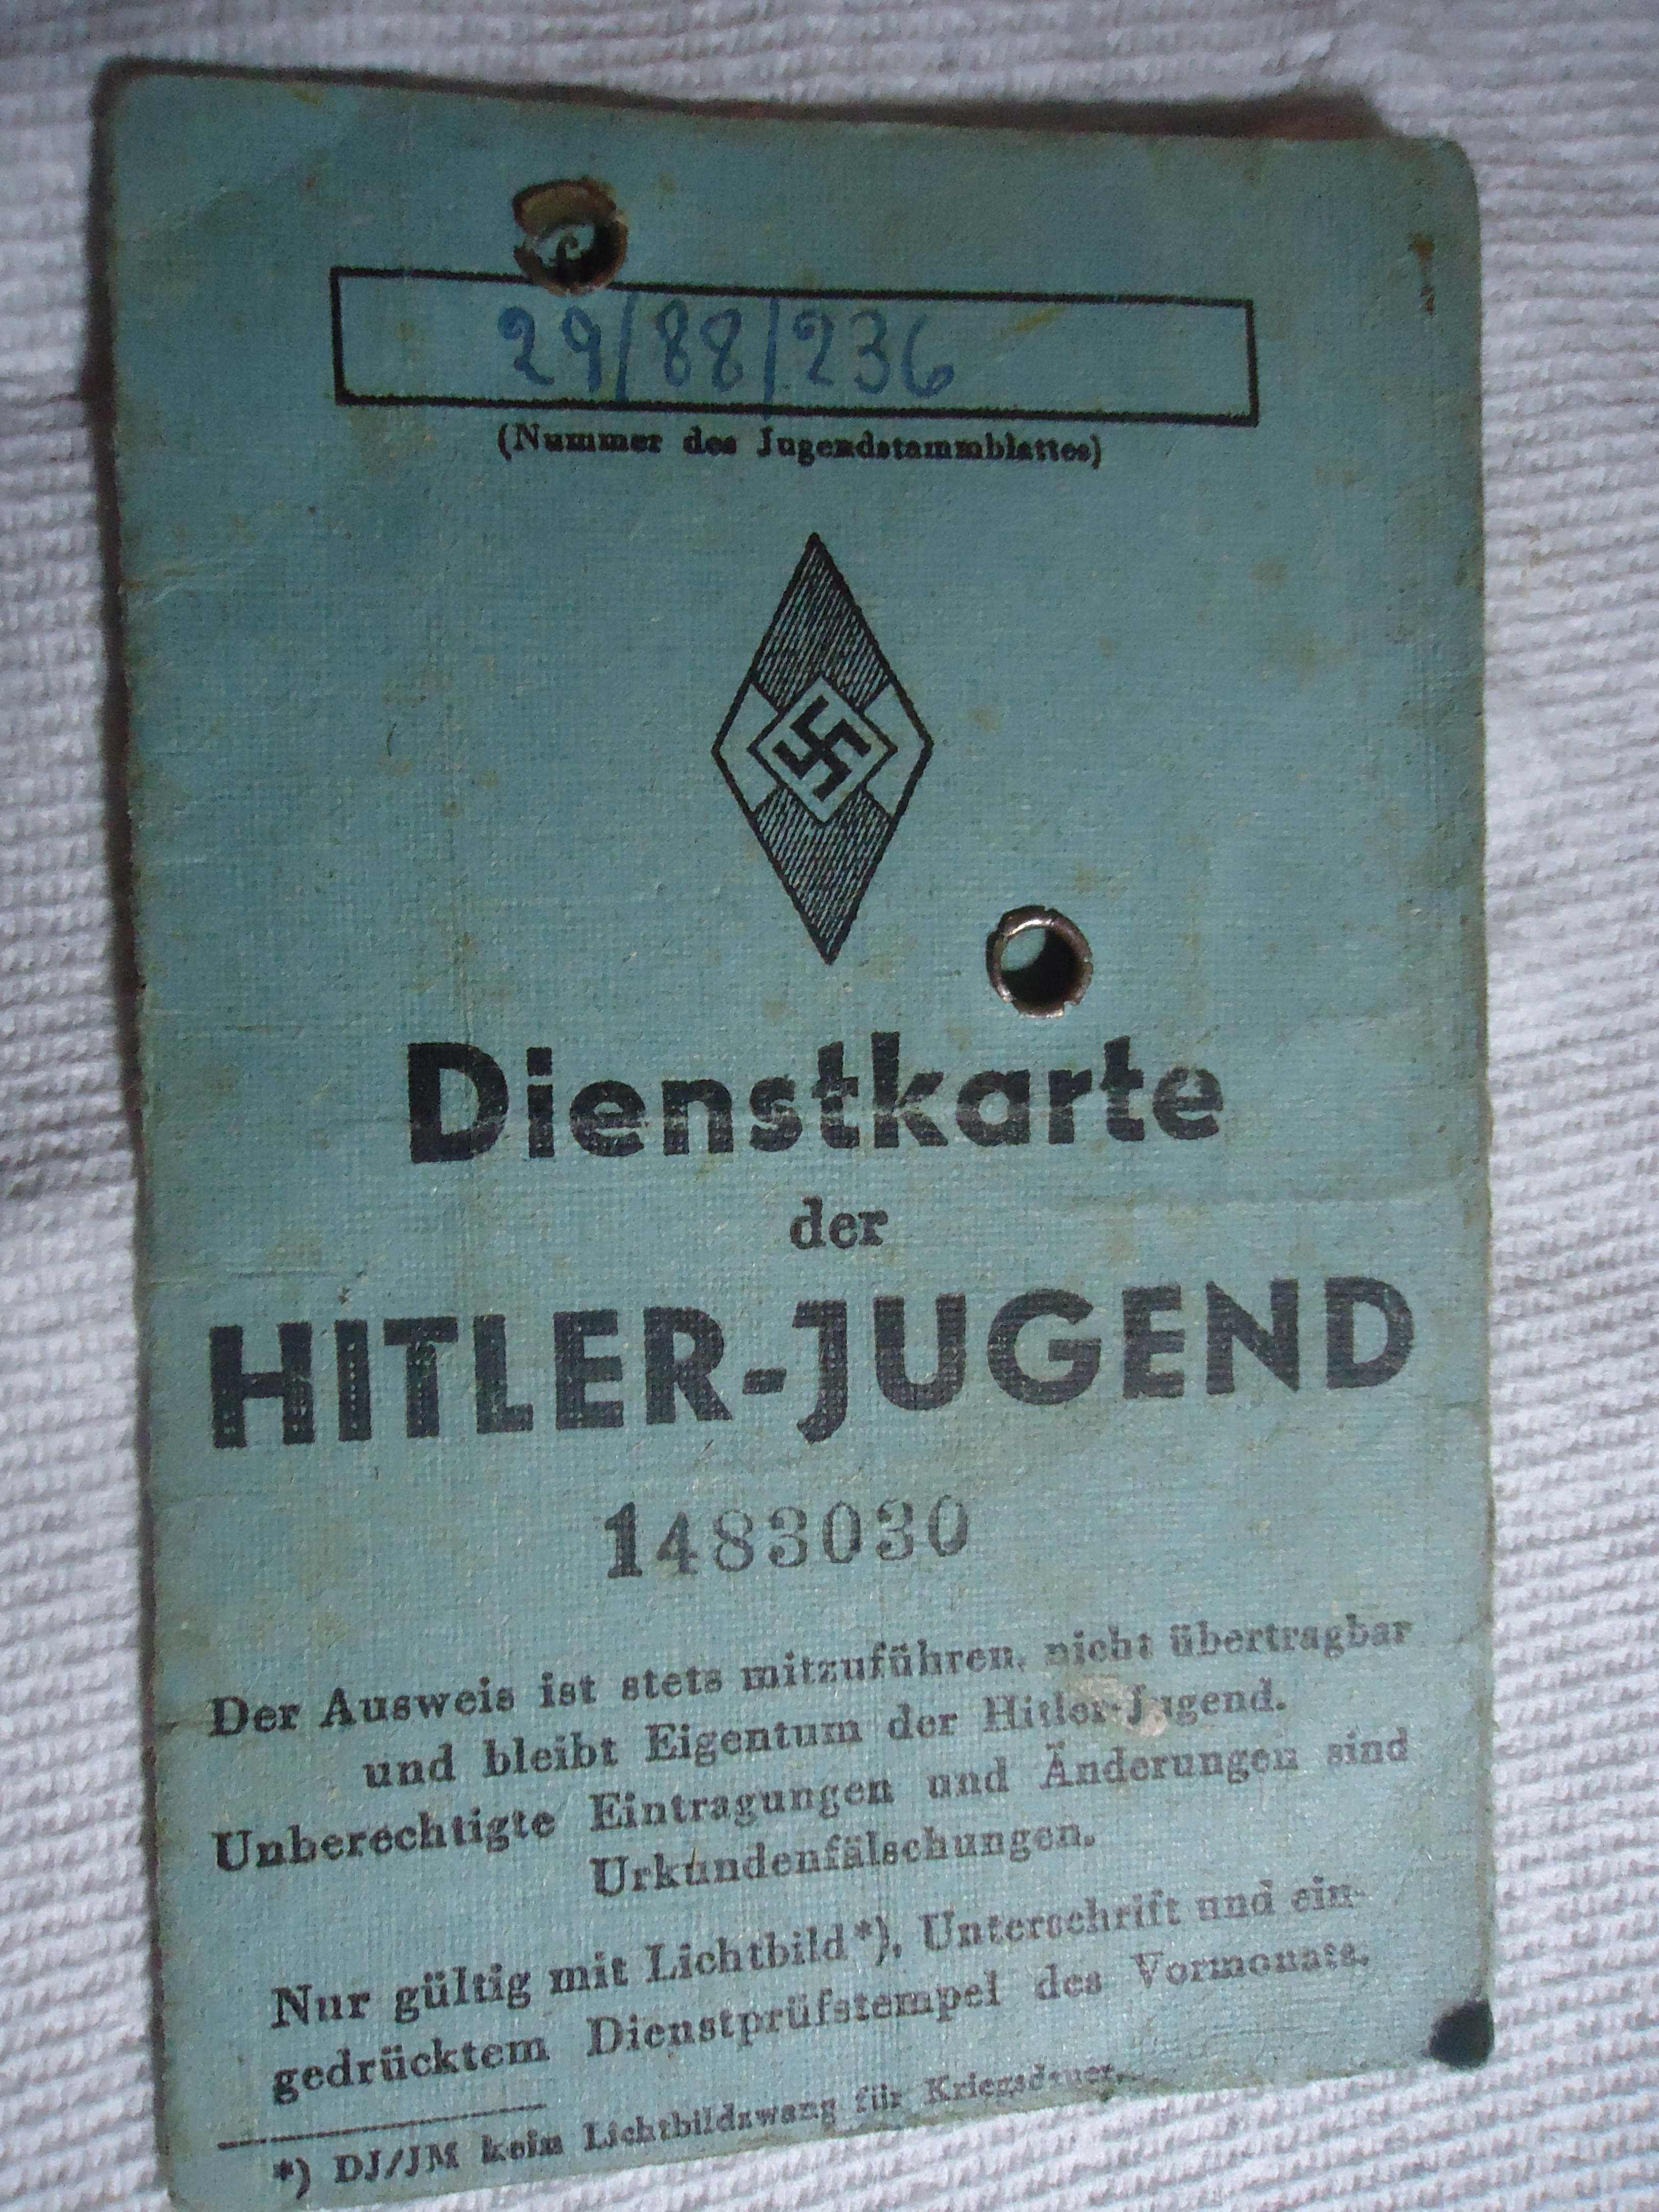 29/88/236
(Nummer des Jugendstammblattes)
Dienstkarte
der
HITLER-JUGEND
1483030
Der Ausweis ist stets mitzuführen, nicht übertragbar
und bleibt Eigentum der Hitler-Jugend.
Unberechtigte Eintragungen und Änderungen sind
Urkundenfälschungen.
Nur gültig mit Lichtbild*), Unterschrift und ein-
gedrücktem Dienstprüfstempel des Vormonats.
*) DJ/JM kein Lichtbildzwang für Kriegsdauer.